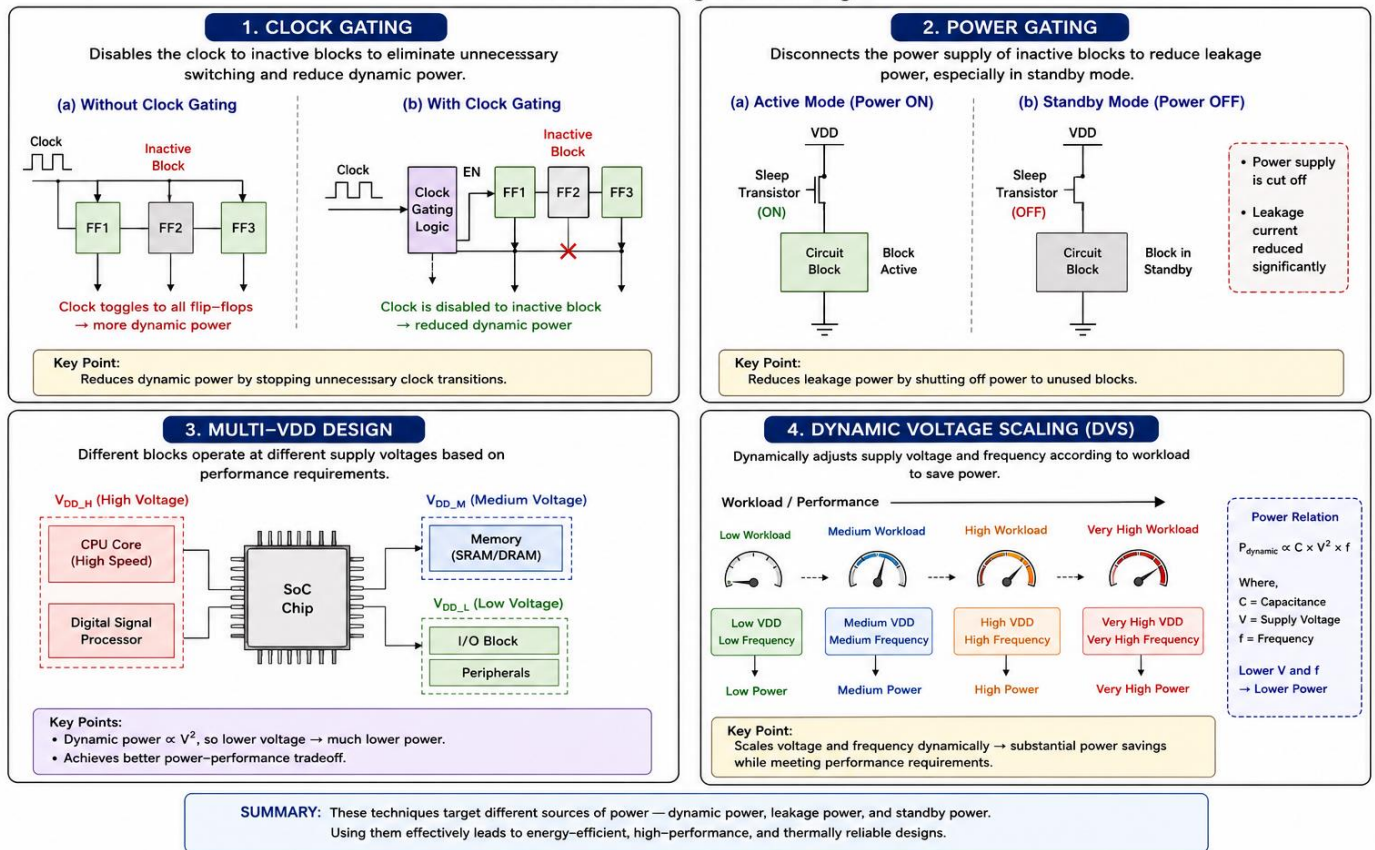 1. CLOCK GATING
Disables the clock to inactive blocks to eliminate unnecesssary
switching and reduce dynamic power.
(a) Without Clock Gating
Clock
Inactive
Block
FF1
FF2
FF3
Clock toggles to all flip-flops
→ more dynamic power
(b) With Clock Gating
Inactive
Block
Clock
EN
Clock
Gating
Logic
FF1
FF2
FF3
Clock is disabled to inactive block
→ reduced dynamic power
Key Point:
Reduces dynamic power by stopping unnecessary clock transitions.
2. POWER GATING
Disconnects the power supply of inactive blocks to reduce leakage
power, especially in standby mode.
(a) Active Mode (Power ON)
VDD
Sleep
Transistor
(ON)
Circuit
Block
Block
Active
(b) Standby Mode (Power OFF)
VDD
Sleep
Transistor
(OFF)
Circuit
Block
Block in
Standby
• Power supply
is cut off
• Leakage
current
reduced
significantly
Key Point:
Reduces leakage power by shutting off power to unused blocks.
3. MULTI-VDD DESIGN
Different blocks operate at different supply voltages based on
performance requirements.
VDD_H (High Voltage)
CPU Core
(High Speed)
Digital Signal
Processor
SoC
Chip
VDD_M (Medium Voltage)
Memory
(SRAM/DRAM)
VDD_L (Low Voltage)
I/O Block
Peripherals
Key Points:
• Dynamic power ∝ V², so lower voltage → much lower power.
• Achieves better power-performance tradeoff.
4. DYNAMIC VOLTAGE SCALING (DVS)
Dynamically adjusts supply voltage and frequency according to workload
to save power.
Workload / Performance
Low Workload
Medium Workload
High Workload
Very High Workload
Low VDD
Low Frequency
Medium VDD
Medium Frequency
High VDD
High Frequency
Very High VDD
Very High Frequency
Low Power
Medium Power
High Power
Very High Power
Power Relation
Pdynamic ∝ C × V² × f
Where,
C = Capacitance
V = Supply Voltage
f = Frequency
Lower V and f
→ Lower Power
Key Point:
Scales voltage and frequency dynamically → substantial power savings
while meeting performance requirements.
SUMMARY: These techniques target different sources of power — dynamic power, leakage power, and standby power.
Using them effectively leads to energy-efficient, high-performance, and thermally reliable designs.